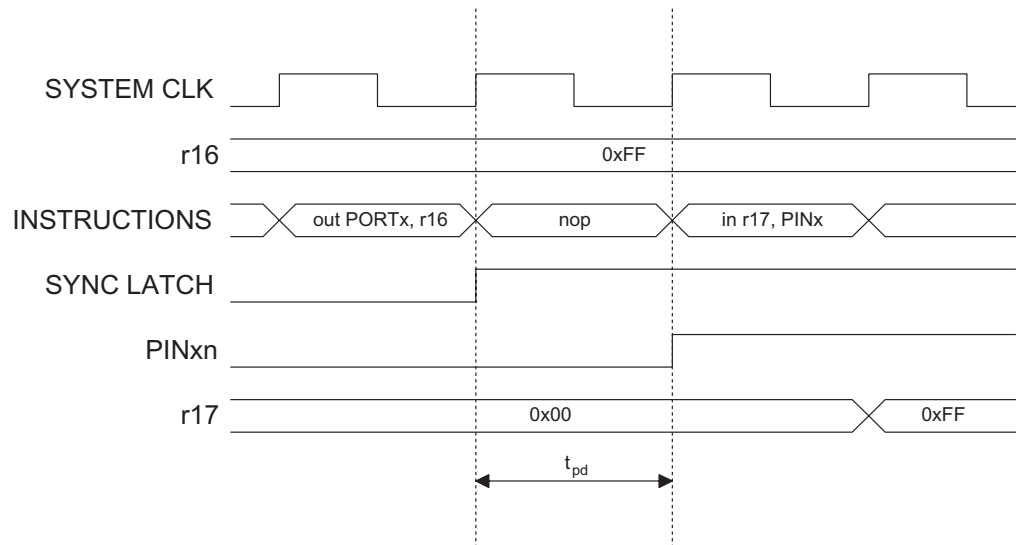 SYSTEM CLK
r16
0xFF
INSTRUCTIONS
out PORTx, r16
nop
in r17, PINx
SYNC LATCH
PINxn
r17
0x00
0xFF
tpd